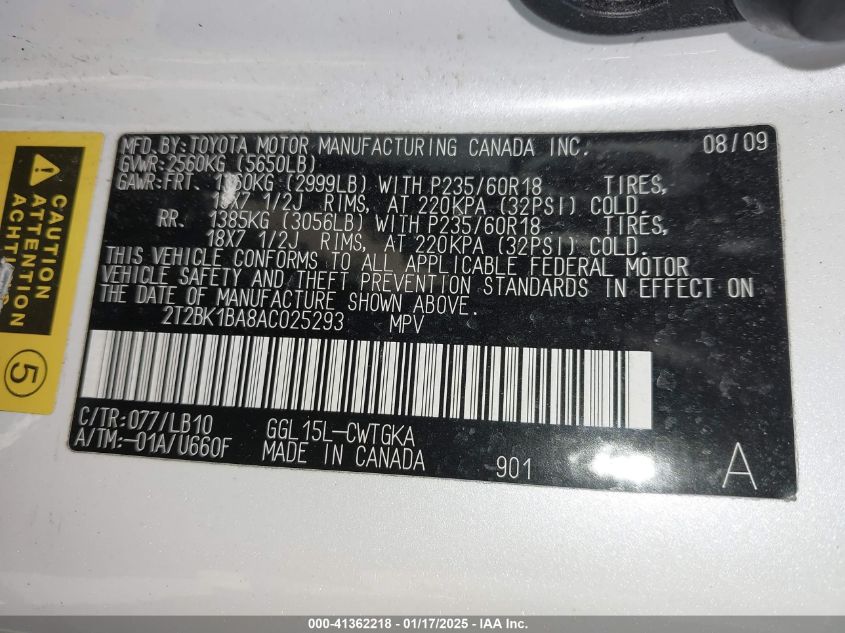 MFD. BY: TOYOTA MOTOR MANUFACTURING CANADA INC. 08/09
GVWR: 2560KG (5650LB)
GAWR: FRT. 1360KG (2999LB) WITH P235/60R18 TIRES,
18X7 1/2J RIMS, AT 220KPA (32PSI) COLD.
RR. 1385KG (3056LB) WITH P235/60R18 TIRES,
18X7 1/2J RIMS, AT 220KPA (32PSI) COLD.
THIS VEHICLE CONFORMS TO ALL APPLICABLE FEDERAL MOTOR
VEHICLE SAFETY AND THEFT PREVENTION STANDARDS IN EFFECT ON
THE DATE OF MANUFACTURE SHOWN ABOVE.
2T2BK1BA8AC025293 MPV
C/TR: 077/LB10 GGL15L-CWTGKA
A/TM: -01A/U660F MADE IN CANADA 901 A
CAUTION
ATTENTION
ACHT
5
000-41362218 - 01/17/2025 - IAA Inc.